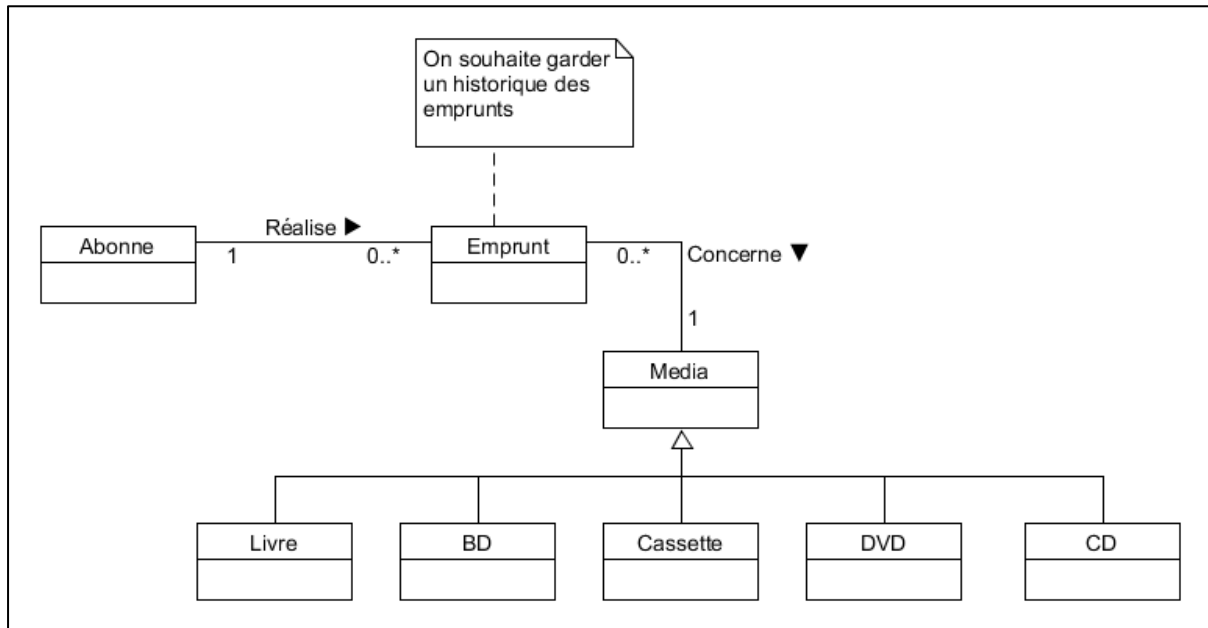 On souhaite garder
un historique des
emprunts
Réalise ▶
Abonne
1
0..*
Emprunt
0..*
Concerne ▼
1
Media
Livre
BD
Cassette
DVD
CD